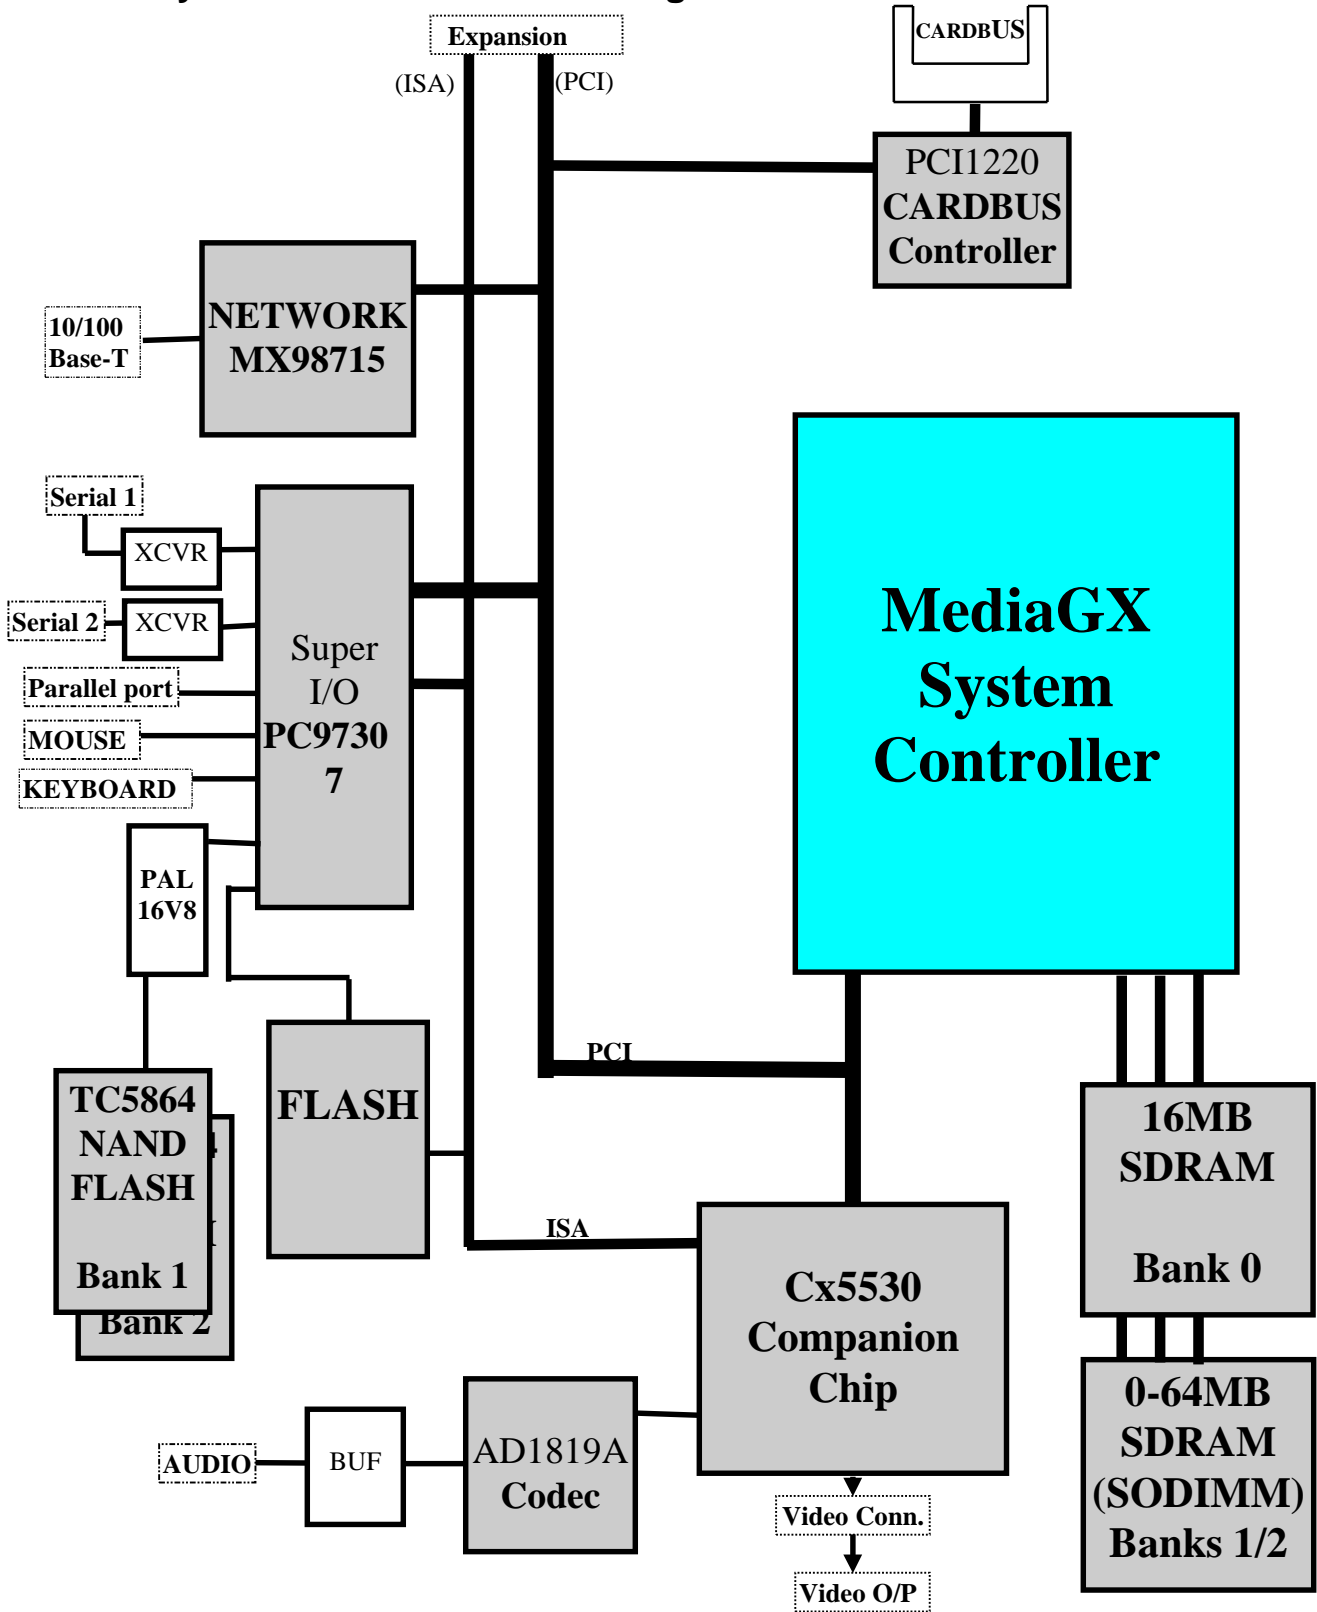 Expansion
CARDBUS
(ISA)
(PCI)
PCI1220
CARDBUS
Controller
NETWORK
MX98715
10/100
Base-T
Serial 1
XCVR
Serial 2
XCVR
Super
I/O
PC9730
7
Parallel port
MOUSE
KEYBOARD
MediaGX
System
Controller
PAL
16V8
PCI
FLASH
TC5864
NAND
FLASH
Bank 1
4
Bank 2
16MB
SDRAM
Bank 0
ISA
Cx5530
Companion
Chip
0-64MB
SDRAM
(SODIMM)
Banks 1/2
AUDIO
BUF
AD1819A
Codec
Video Conn.
Video O/P